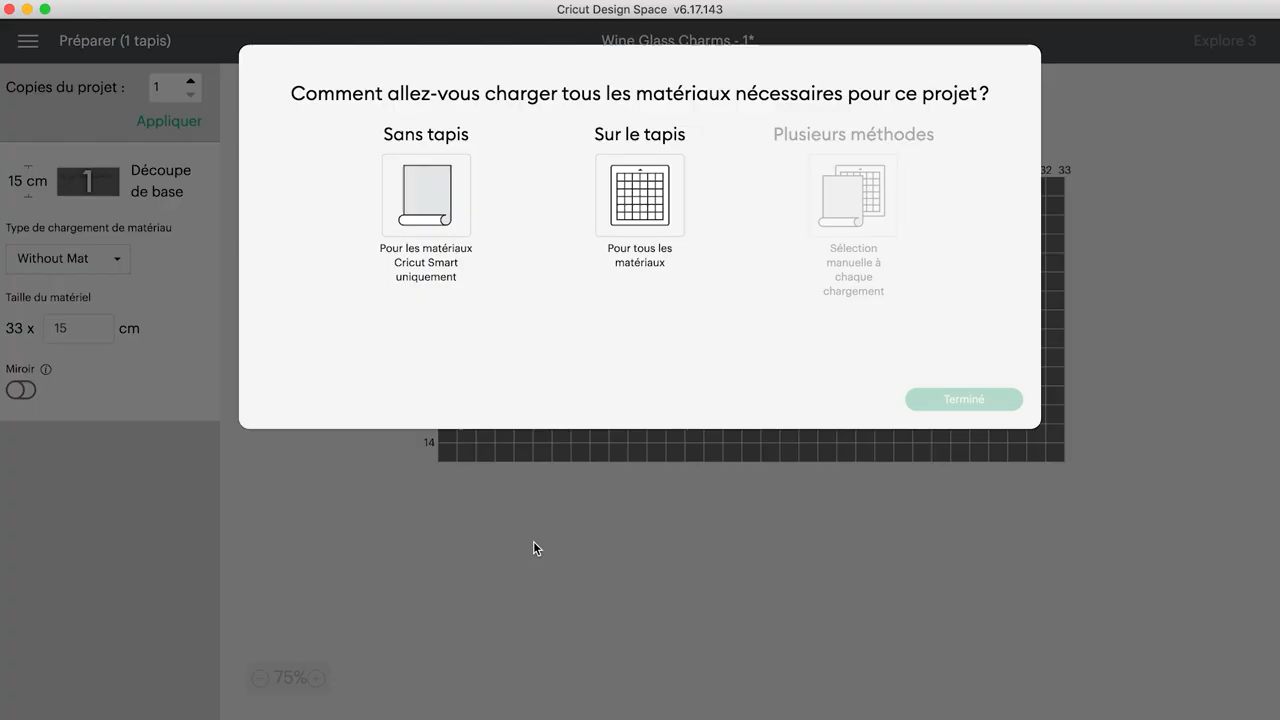 Cricut Design Space v6.17.143
Préparer (1 tapis)
Wine Glass Charms - 1*
Explore 3
Copies du projet :
1
Appliquer
15 cm
1
Découpe
de base
Type de chargement de matériau
Without Mat
Taille du matériel
33 x
15
cm
Miroir
Comment allez-vous charger tous les matériaux nécessaires pour ce projet ?
Sans tapis
Pour les matériaux
Cricut Smart
uniquement
Sur le tapis
Pour tous les
matériaux
Plusieurs méthodes
Sélection
manuelle à
chaque
chargement
Terminé
32 33
14
75%